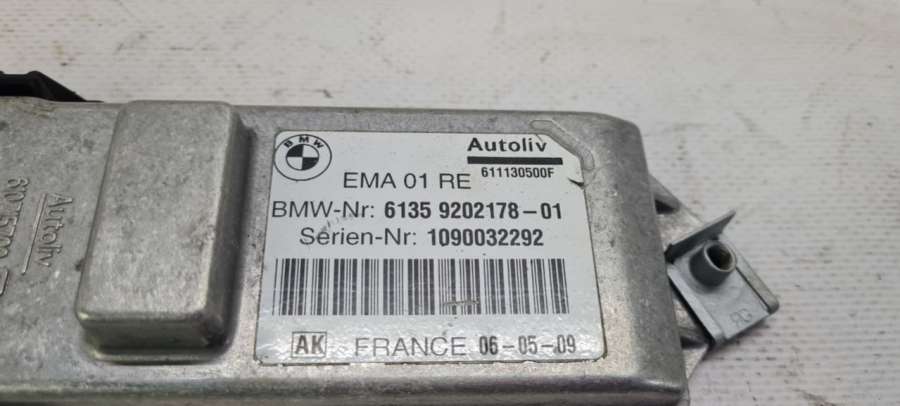 BMW
Autoliv
611130500F
EMA 01 RE
BMW-Nr: 6135 9202178-01
Serien-Nr: 1090032292
AK FRANCE 06-05-09
Autoliv